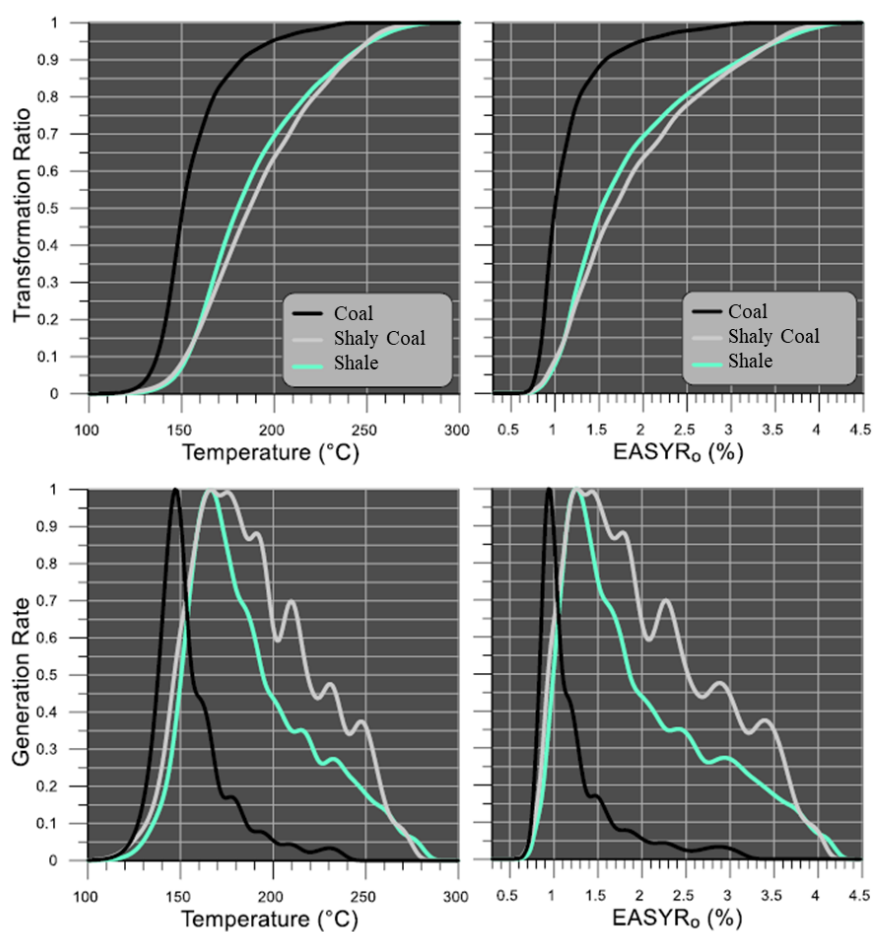 1
0.9
0.8
0.7
0.6
0.5
0.4
0.3
0.2
0.1
0
Transformation Ratio
Coal
Shaly Coal
Shale
100 150 200 250 300
Temperature (°C)
Coal
Shaly Coal
Shale
0.5 1 1.5 2 2.5 3 3.5 4 4.5
EASYRo (%)
1
0.9
0.8
0.7
0.6
0.5
0.4
0.3
0.2
0.1
0
Generation Rate
100 150 200 250 300
Temperature (°C)
0.5 1 1.5 2 2.5 3 3.5 4 4.5
EASYRo (%)